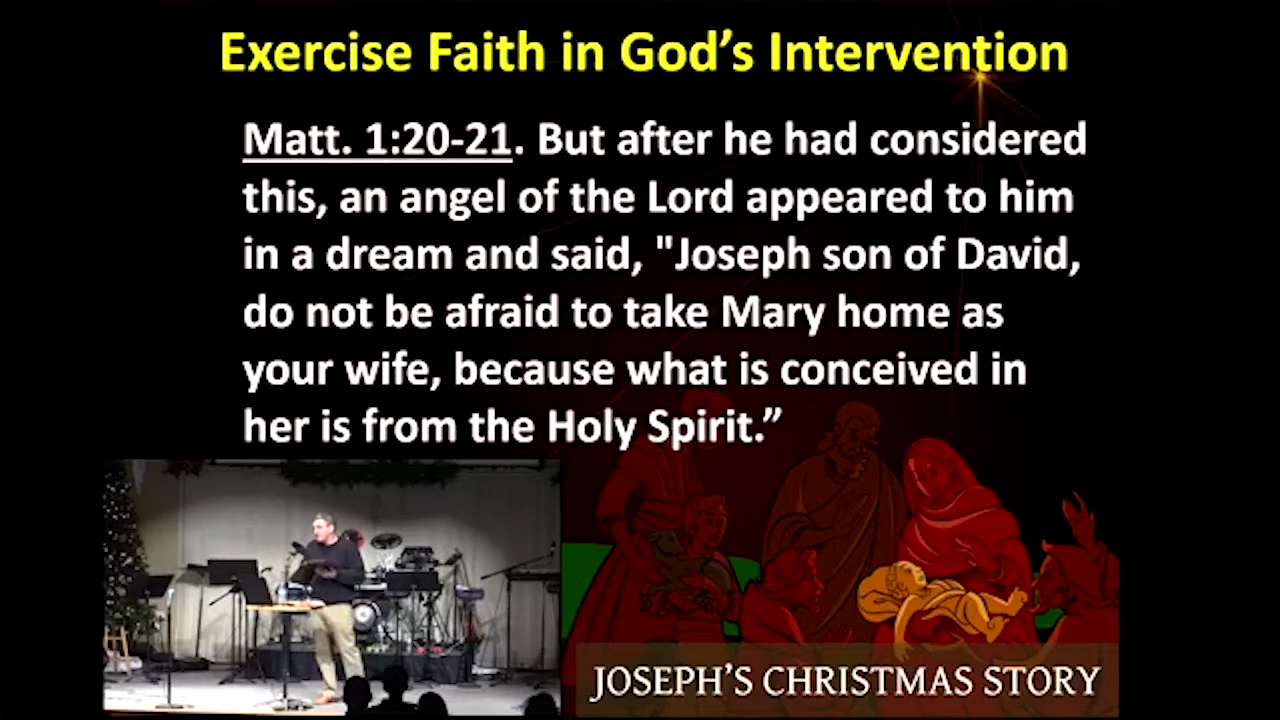 Exercise Faith in God’s Intervention
Matt. 1:20-21. But after he had considered
this, an angel of the Lord appeared to him
in a dream and said, "Joseph son of David,
do not be afraid to take Mary home as
your wife, because what is conceived in
her is from the Holy Spirit.”
JOSEPH’S CHRISTMAS STORY